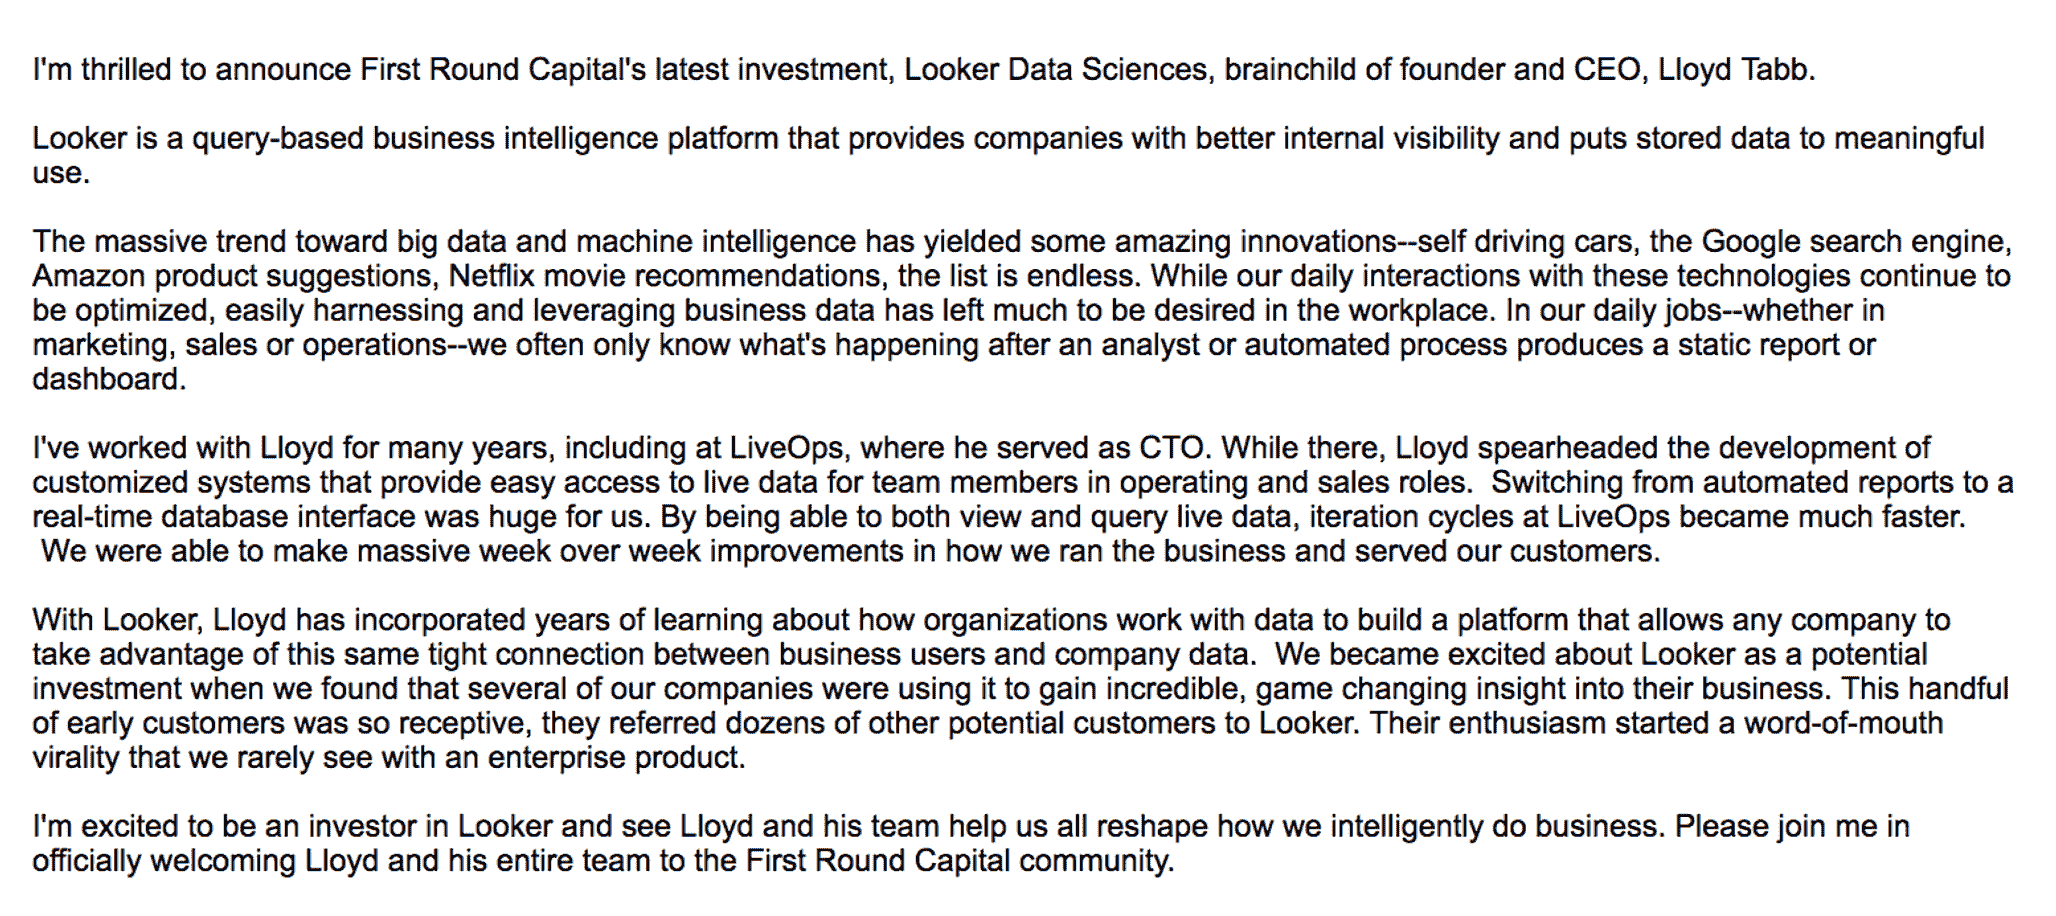 I'm thrilled to announce First Round Capital's latest investment, Looker Data Sciences, brainchild of founder and CEO, Lloyd Tabb.
Looker is a query-based business intelligence platform that provides companies with better internal visibility and puts stored data to meaningful
use.
The massive trend toward big data and machine intelligence has yielded some amazing innovations--self driving cars, the Google search engine,
Amazon product suggestions, Netflix movie recommendations, the list is endless. While our daily interactions with these technologies continue to
be optimized, easily harnessing and leveraging business data has left much to be desired in the workplace. In our daily jobs--whether in
marketing, sales or operations--we often only know what's happening after an analyst or automated process produces a static report or
dashboard.
I've worked with Lloyd for many years, including at LiveOps, where he served as CTO. While there, Lloyd spearheaded the development of
customized systems that provide easy access to live data for team members in operating and sales roles.  Switching from automated reports to a
real-time database interface was huge for us. By being able to both view and query live data, iteration cycles at LiveOps became much faster.
 We were able to make massive week over week improvements in how we ran the business and served our customers.
With Looker, Lloyd has incorporated years of learning about how organizations work with data to build a platform that allows any company to
take advantage of this same tight connection between business users and company data.  We became excited about Looker as a potential
investment when we found that several of our companies were using it to gain incredible, game changing insight into their business. This handful
of early customers was so receptive, they referred dozens of other potential customers to Looker. Their enthusiasm started a word-of-mouth
virality that we rarely see with an enterprise product.
I'm excited to be an investor in Looker and see Lloyd and his team help us all reshape how we intelligently do business. Please join me in
officially welcoming Lloyd and his entire team to the First Round Capital community.